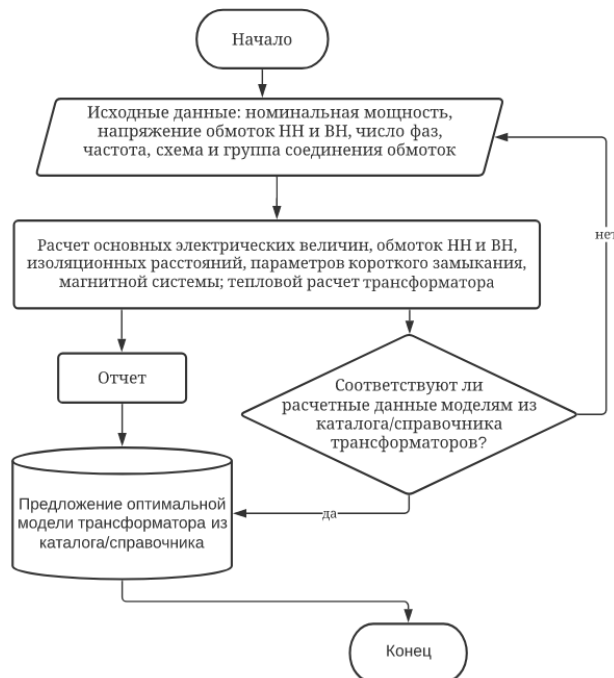 Начало
Исходные данные: номинальная мощность,
напряжение обмоток НН и ВН, число фаз,
частота, схема и группа соединения обмоток
нет
Расчет основных электрических величин, обмоток НН и ВН,
изоляционных расстояний, параметров короткого замыкания,
магнитной системы; тепловой расчет трансформатора
Отчет
Соответствуют ли
расчетные данные моделям из
каталога/справочника
трансформаторов?
Предложение оптимальной
модели трансформатора из
каталога/справочника
да
Конец